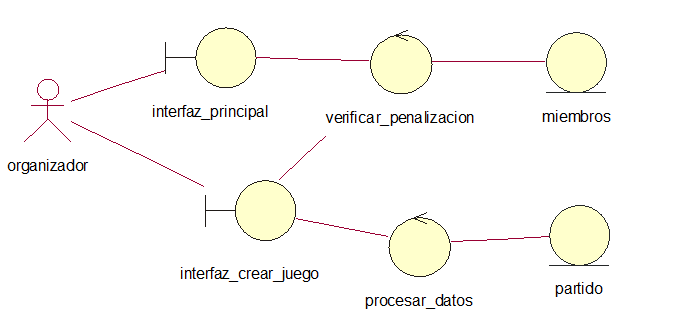 interfaz_principal
verificar_penalizacion
miembros
organizador
interfaz_crear_juego
procesar_datos
partido